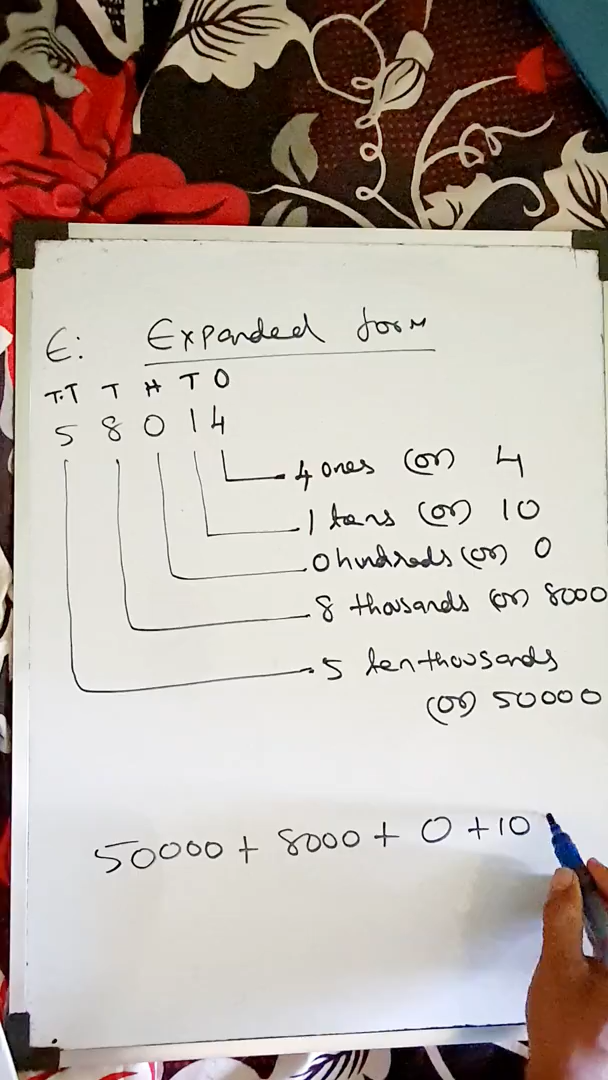 E: Expanded form
T.T T H T O
5 8 0 1 4
4 ones (or) 4
1 tens (or) 10
0 hundreds (or) 0
8 thousands (or) 8000
5 ten thousands
(or) 50000
50000 + 8000 + 0 + 10